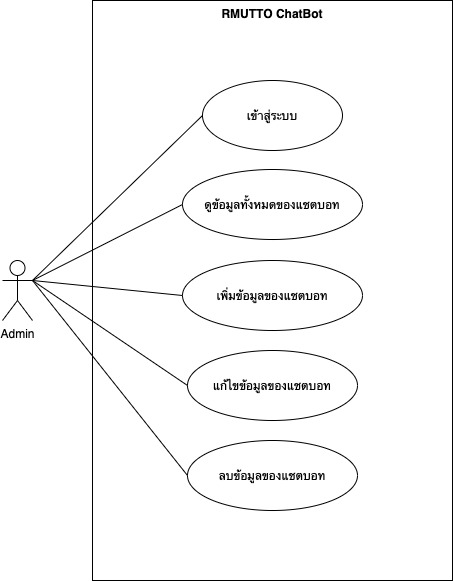 RMUTTO ChatBot
เข้าสู่ระบบ
ดูข้อมูลทั้งหมดของแชตบอท
เพิ่มข้อมูลของแชตบอท
Admin
แก้ไขข้อมูลของแชตบอท
ลบข้อมูลของแชตบอท